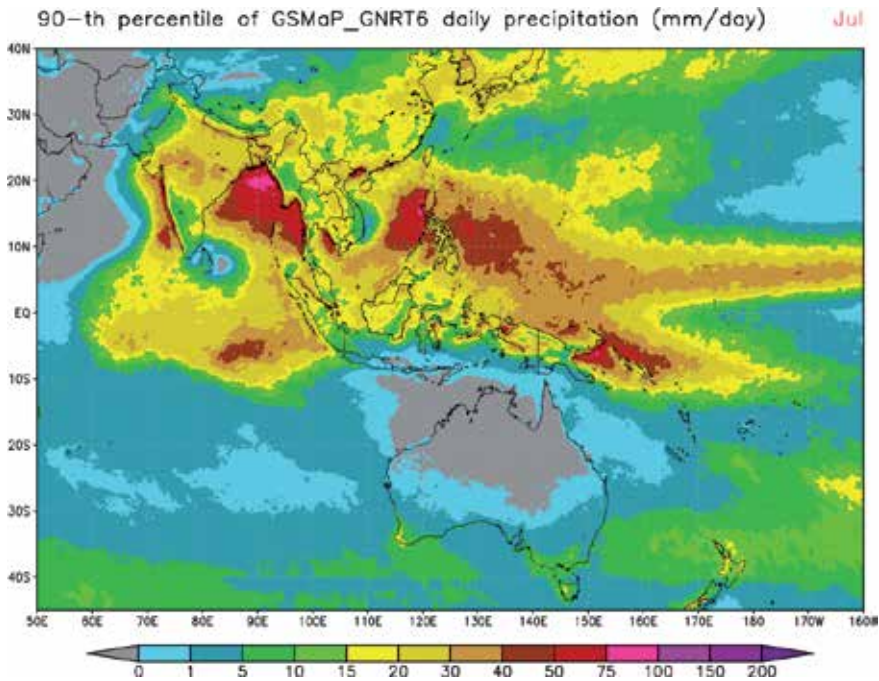 90-th percentile of GSMaP_GNRT6 daily precipitation (mm/day) Jul
40N
30N
20N
10N
EQ
10S
20S
30S
40S
50E 60E 70E 80E 90E 100E 110E 120E 130E 140E 150E 160E 170E 180 170W 160W
0 1 5 10 15 20 30 40 50 75 100 150 200